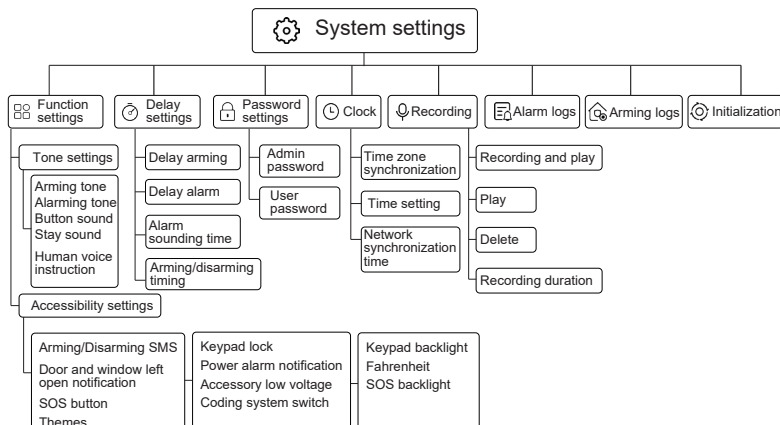 System settings
Function
settings
Delay
settings
Password
settings
Clock
Recording
Alarm logs
Arming logs
Initialization
Tone settings
Arming tone
Alarming tone
Button sound
Stay sound
Human voice
instruction
Accessibility settings
Arming/Disarming SMS
Door and window left
open notification
SOS button
Themes
Keypad lock
Power alarm notification
Accessory low voltage
Coding system switch
Keypad backlight
Fahrenheit
SOS backlight
Delay arming
Delay alarm
Alarm
sounding time
Arming/disarming
timing
Admin
password
User
password
Time zone
synchronization
Time setting
Network
synchronization
time
Recording and play
Play
Delete
Recording duration